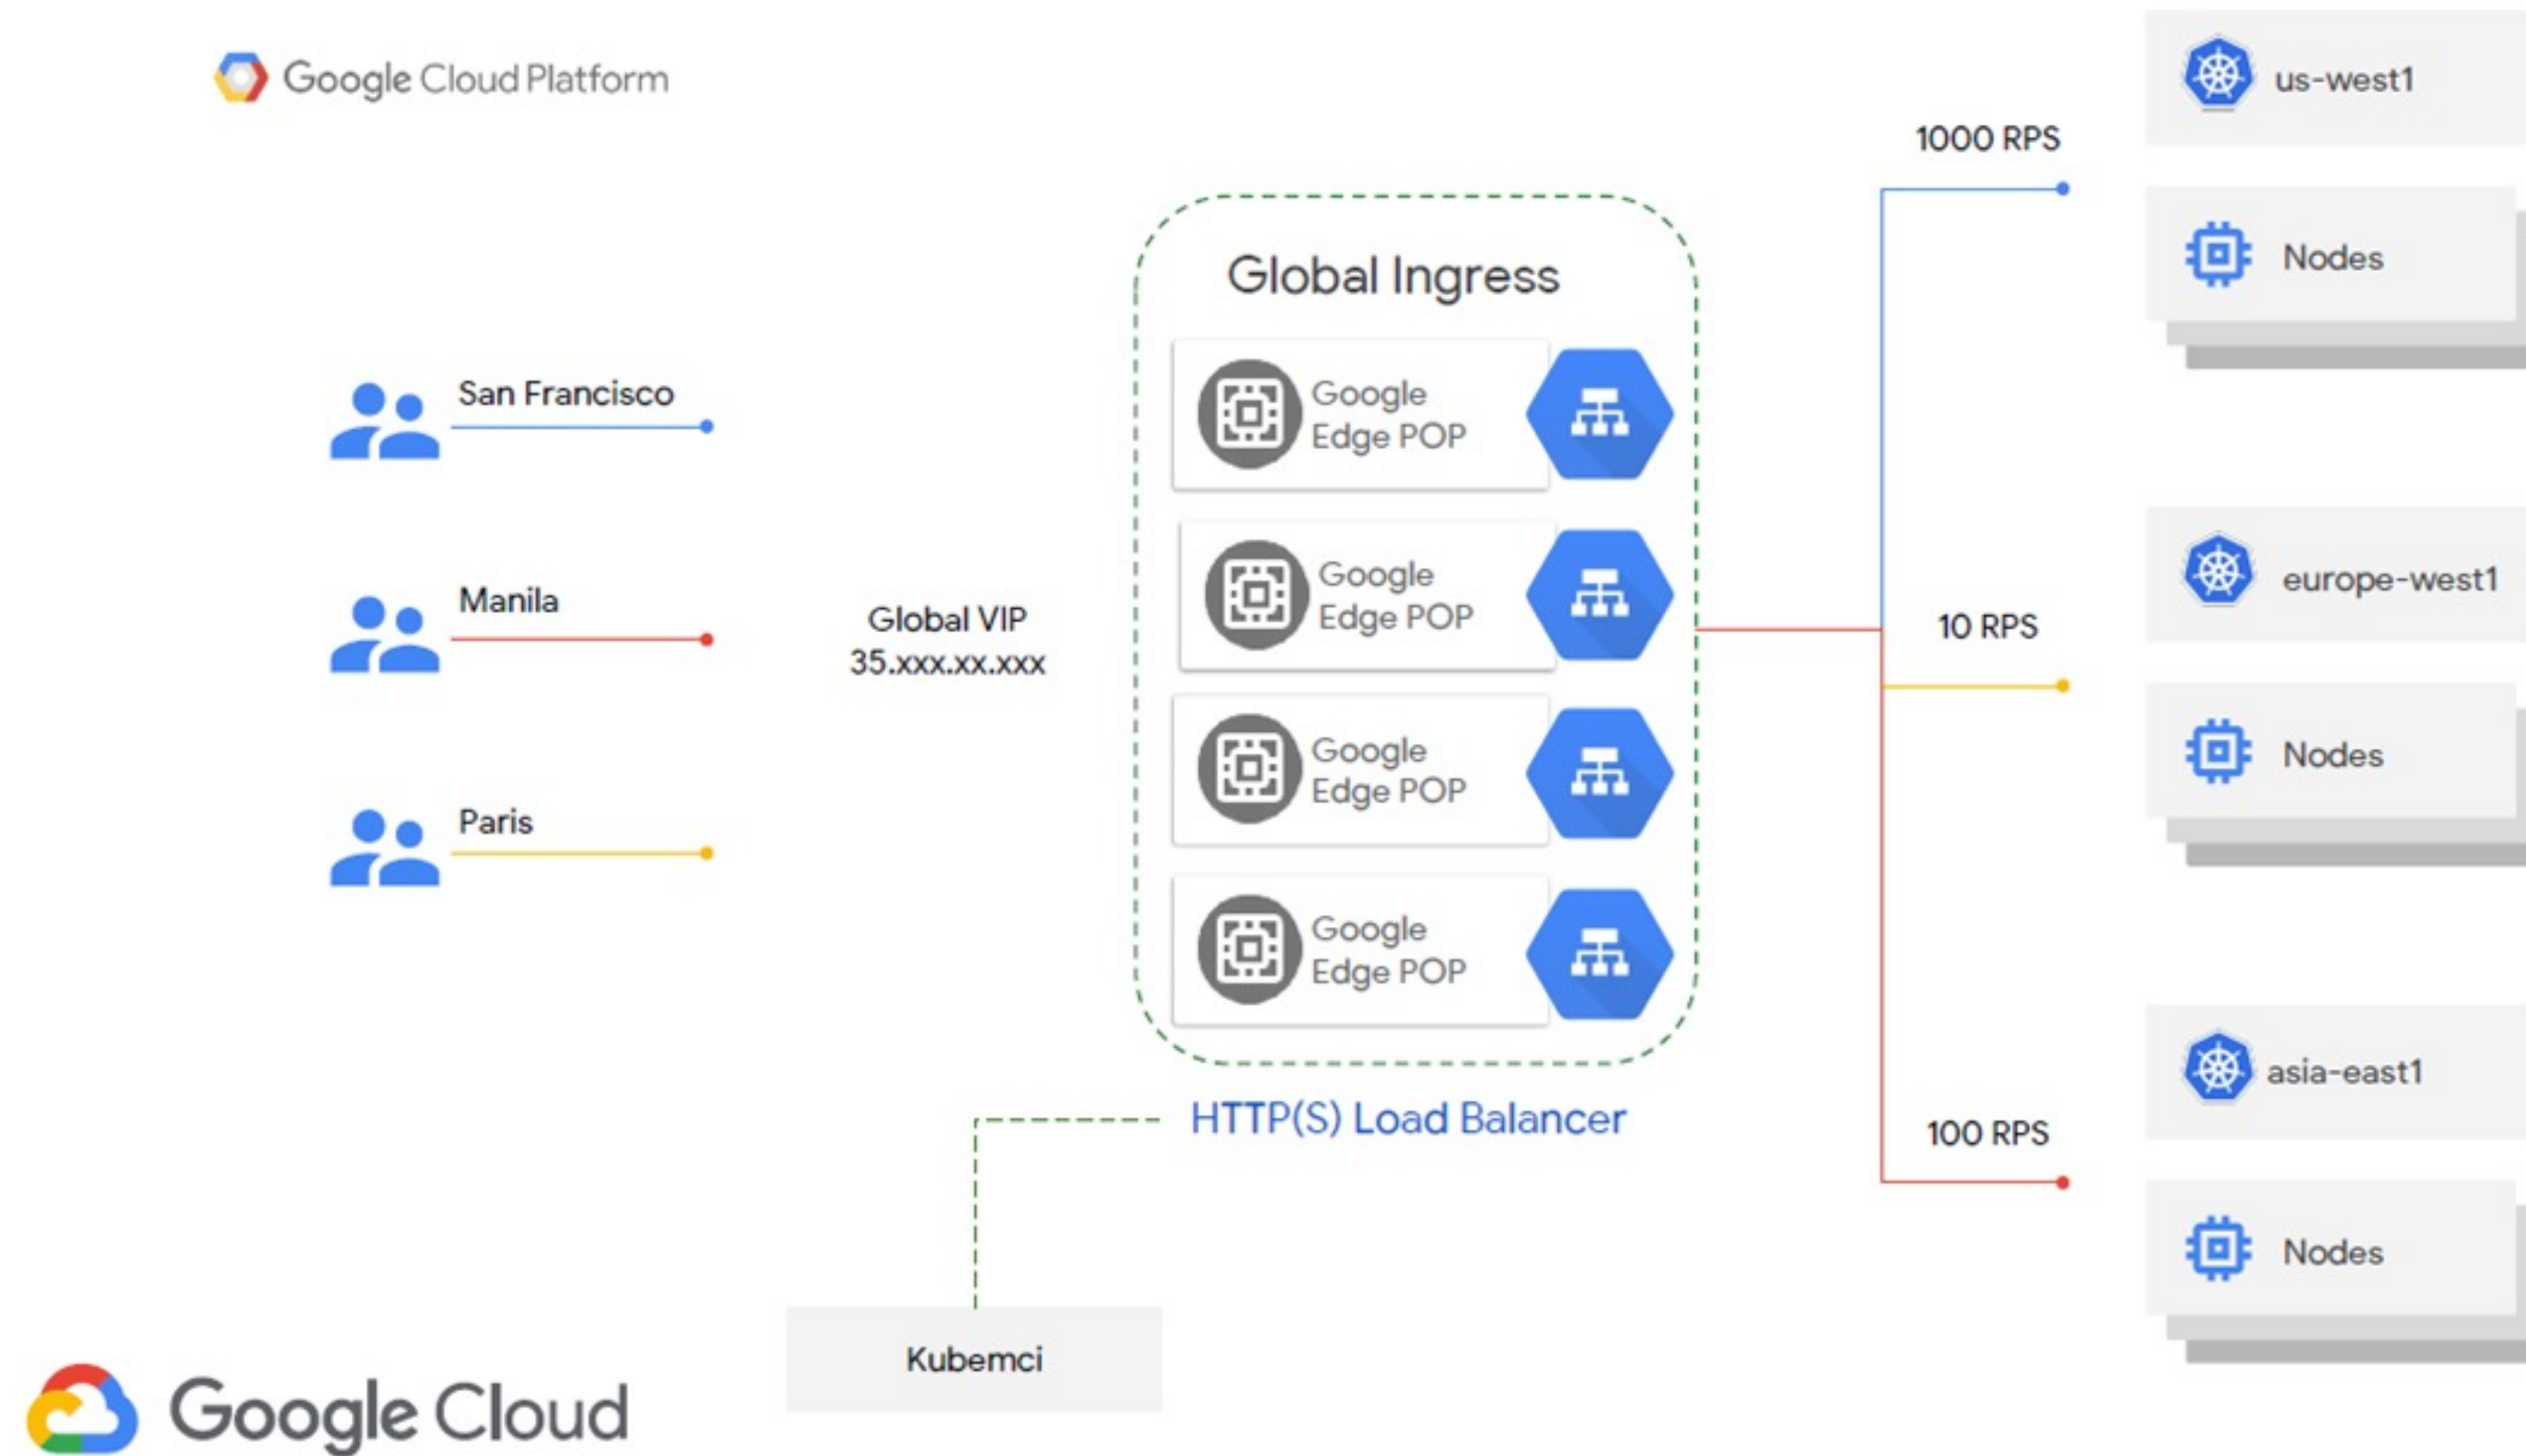 Google Cloud Platform
San Francisco
Manila
Paris
Global VIP
35.xxx.xx.xxx
Global Ingress
Google
Edge POP
Google
Edge POP
Google
Edge POP
Google
Edge POP
HTTP(S) Load Balancer
Kubemci
1000 RPS
10 RPS
100 RPS
us-west1
Nodes
europe-west1
Nodes
asia-east1
Nodes
Google Cloud